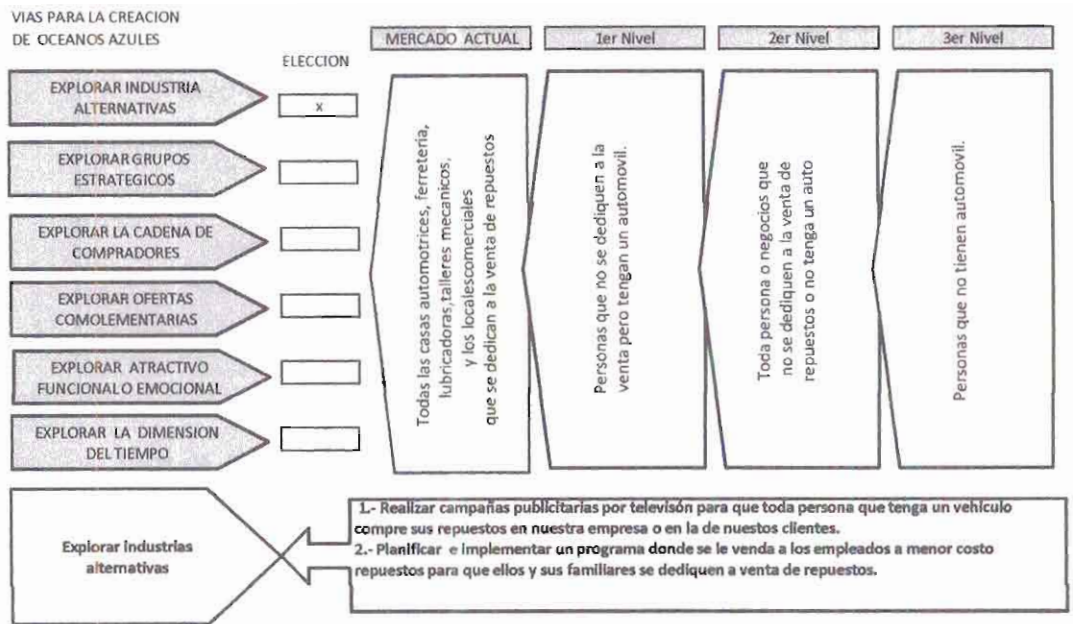 VIAS PARA LA CREACION
DE OCEANOS AZULES
ELECCION
MERCADO ACTUAL
1er Nivel
2er Nivel
3er Nivel
EXPLORAR INDUSTRIA
ALTERNATIVAS
x
EXPLORAR GRUPOS
ESTRATEGICOS
EXPLORAR LA CADENA DE
COMPRADORES
EXPLORAR OFERTAS
COMOLEMENTARIAS
EXPLORAR ATRACTIVO
FUNCIONAL O EMOCIONAL
EXPLORAR LA DIMENSION
DEL TIEMPO
Todas las casas automotrices, ferreteria,
lubricadoras,talleres mecanicos,
y los localescomerciales
que se dedican a la venta de repuestos
Personas que no se dediquen a la
venta pero tengan un automovil.
Toda persona o negocios que
no se dediquen a la venta de
repuestos o no tenga un auto
Personas que no tienen automovil.
Explorar industrias
alternativas
1.- Realizar campañas publicitarias por televisón para que toda persona que tenga un vehículo
compre sus repuestos en nuestra empresa o en la de nuestos clientes.
2.- Planificar e implementar un programa donde se le venda a los empleados a menor costo
repuestos para que ellos y sus familiares se dediquen a venta de repuestos.